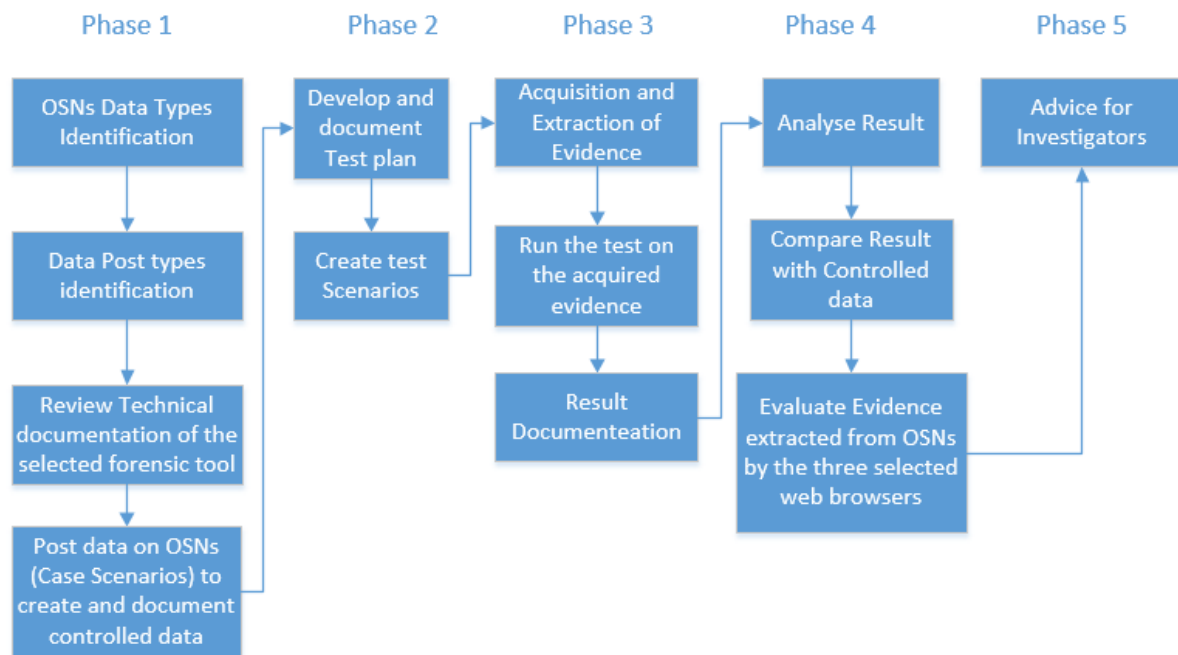 Phase 1
OSNs Data Types
Identification
Data Post types
identification
Review Technical
documentation of the
selected forensic tool
Post data on OSNs
(Case Scenarios) to
create and document
controlled data
Phase 2
Develop and
document
Test plan
Create test
Scenarios
Phase 3
Acquisition and
Extraction of
Evidence
Run the test on
the acquired
evidence
Result
Documenteation
Phase 4
Analyse Result
Compare Result
with Controlled
data
Evaluate Evidence
extracted from OSNs
by the three selected
web browsers
Phase 5
Advice for
Investigators